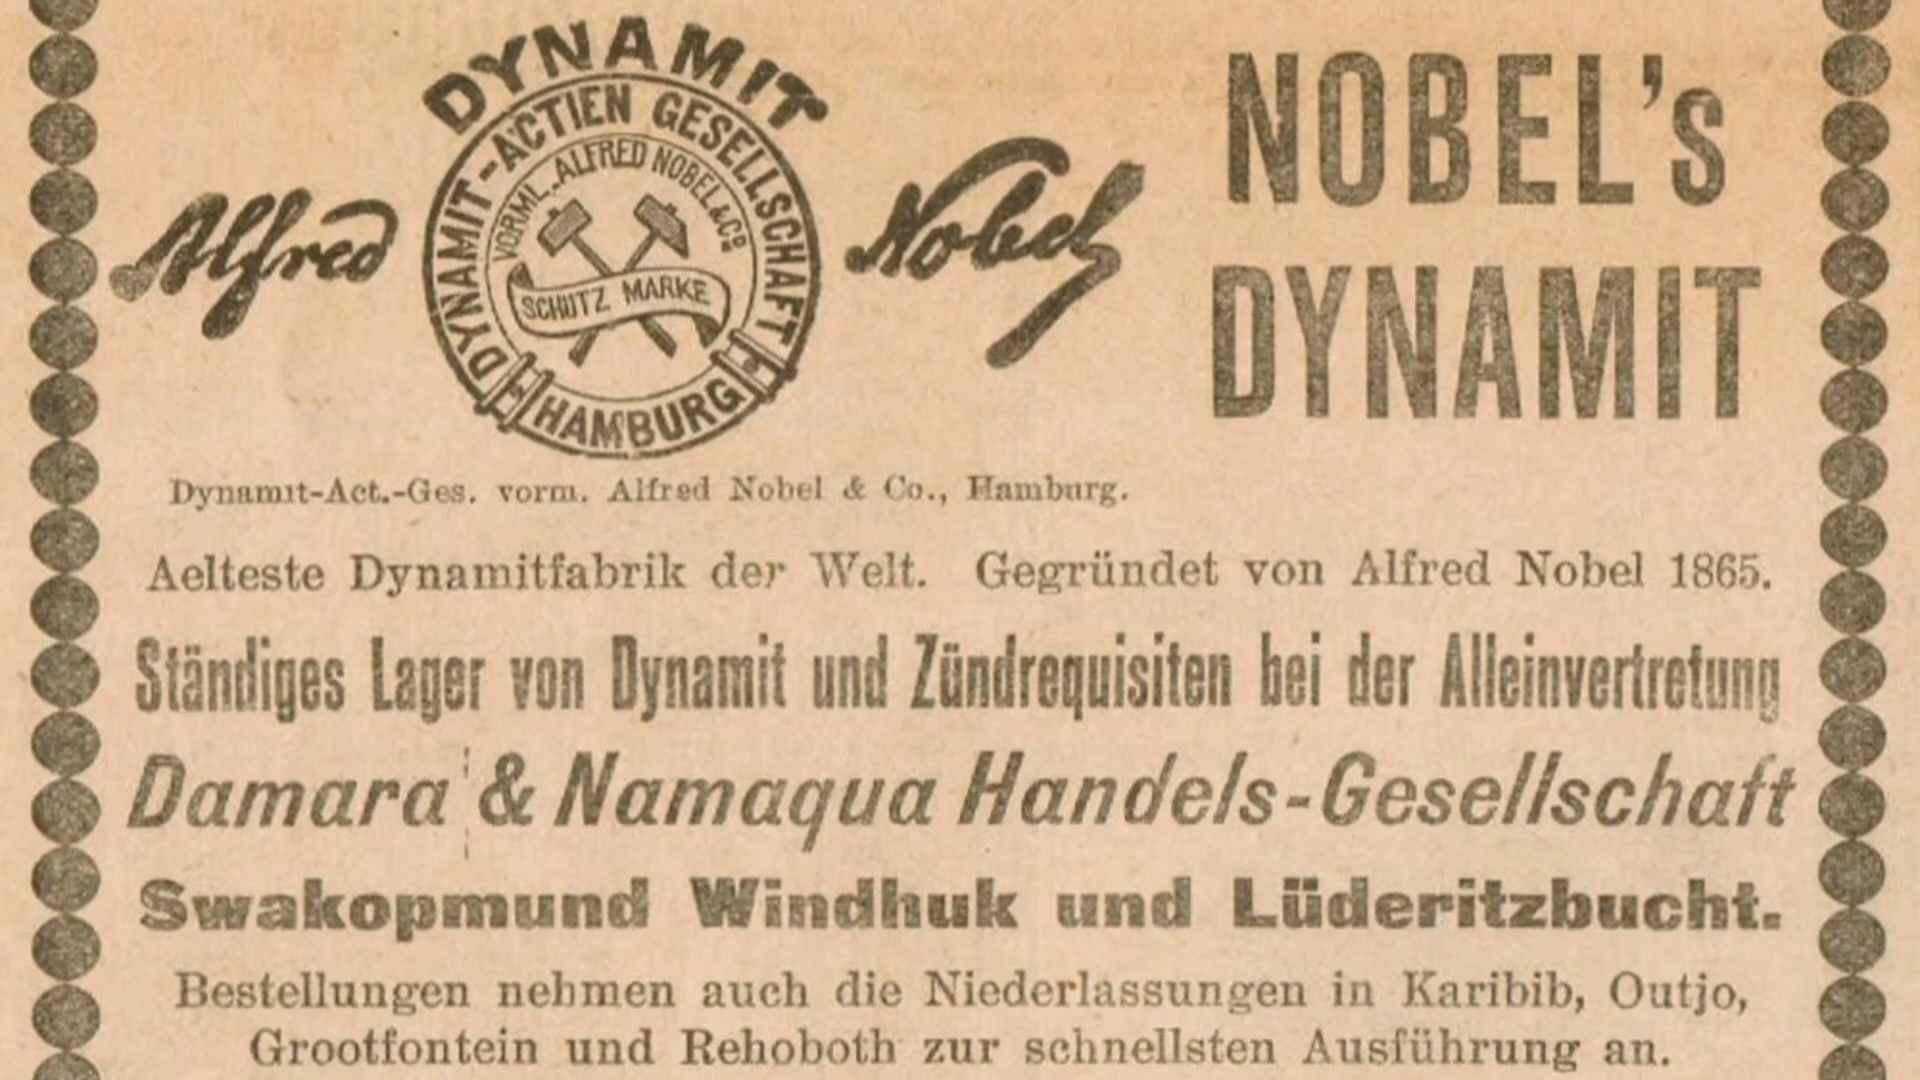 DYNAMIT
DYNAMIT-ACTIEN GESELLSCHAFT
VORML. ALFRED NOBEL & Co
SCHUTZ MARKE
HAMBURG
Alfred Nobel
NOBEL's
DYNAMIT
Dynamit-Act.-Ges. vorm. Alfred Nobel & Co., Hamburg.
Aelteste Dynamitfabrik der Welt. Gegründet von Alfred Nobel 1865.
Ständiges Lager von Dynamit und Zündrequisiten bei der Alleinvertretung
Damara & Namaqua Handels-Gesellschaft
Swakopmund Windhuk und Lüderitzbucht.
Bestellungen nehmen auch die Niederlassungen in Karibib, Outjo,
Grootfontein und Rehoboth zur schnellsten Ausführung an.